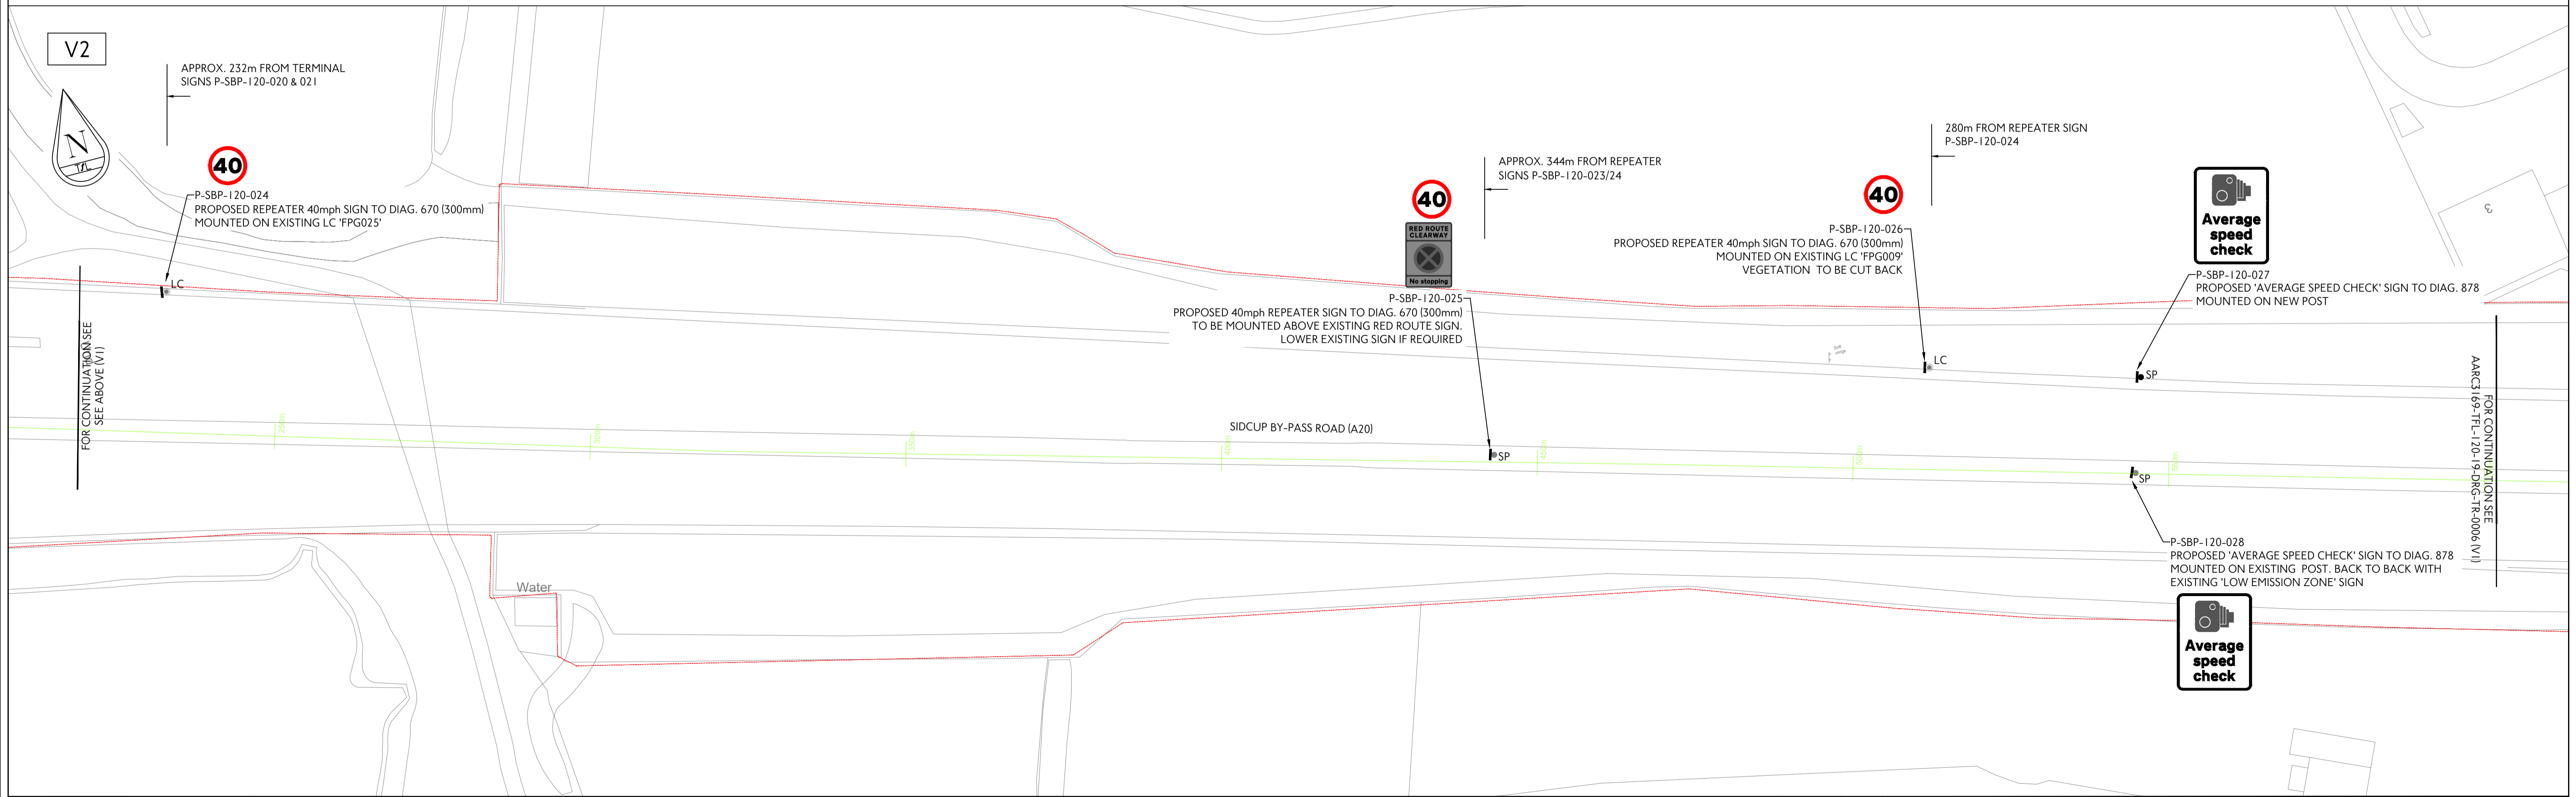 V2
APPROX. 232m FROM TERMINAL
SIGNS P-SBP-120-020 & 021
N
TfL
40
P-SBP-120-024
PROPOSED REPEATER 40mph SIGN TO DIAG. 670 (300mm)
MOUNTED ON EXISTING LC 'FPG025'
LC
FOR CONTINUATION SEE
SEE ABOVE (V1)
40
RED ROUTE
CLEARWAY
No stopping
APPROX. 344m FROM REPEATER
SIGNS P-SBP-120-023/24
P-SBP-120-025
PROPOSED 40mph REPEATER SIGN TO DIAG. 670 (300mm)
TO BE MOUNTED ABOVE EXISTING RED ROUTE SIGN.
LOWER EXISTING SIGN IF REQUIRED
SP
280m FROM REPEATER SIGN
P-SBP-120-024
40
P-SBP-120-026
PROPOSED REPEATER 40mph SIGN TO DIAG. 670 (300mm)
MOUNTED ON EXISTING LC 'FPG009'
VEGETATION TO BE CUT BACK
LC
Average
speed
check
P-SBP-120-027
PROPOSED 'AVERAGE SPEED CHECK' SIGN TO DIAG. 878
MOUNTED ON NEW POST
SP
3
SIDCUP BY-PASS ROAD (A20)
300m
350m
400m
450m
500m
550m
SP
P-SBP-120-028
PROPOSED 'AVERAGE SPEED CHECK' SIGN TO DIAG. 878
MOUNTED ON EXISTING POST. BACK TO BACK WITH
EXISTING 'LOW EMISSION ZONE' SIGN
Average
speed
check
FOR CONTINUATION SEE
AARC3169-TFL-120-19-DRG-TR-0006 (V1)
Water